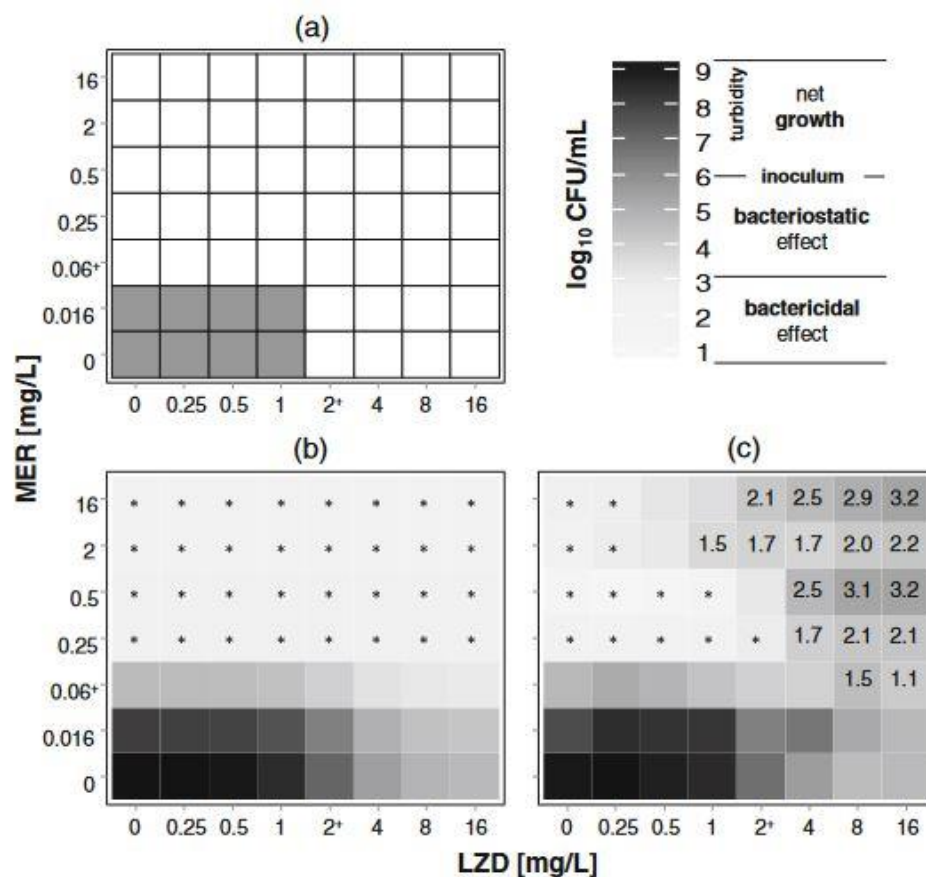 (a)
16
2
0.5
0.25
0.06+
0.016
0
0 0.25 0.5 1 2+ 4 8 16
log10 CFU/mL
9
8
7
6
5
4
3
2
1
turbidity
net
growth
inoculum
bacteriostatic
effect
bactericidal
effect
MER [mg/L]
(b)
16 * * * * * * * *
2 * * * * * * * *
0.5 * * * * * * * *
0.25 * * * * * * * *
0.06+
0.016
0
0 0.25 0.5 1 2+ 4 8 16
(c)
* * 2.1 2.5 2.9 3.2
* * 1.5 1.7 1.7 2.0 2.2
* * * * 2.5 3.1 3.2
* * * * * 1.7 2.1 2.1
1.5 1.1
0 0.25 0.5 1 2+ 4 8 16
LZD [mg/L]